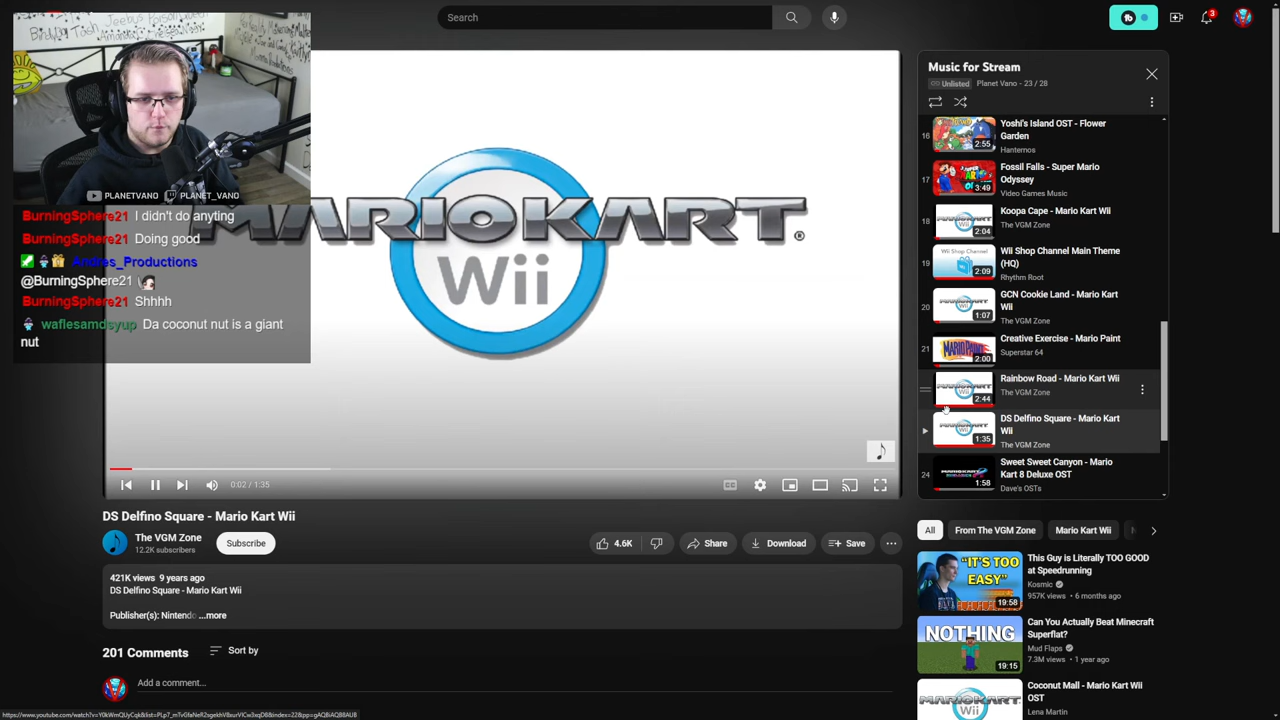 Search
3
PLANETVANO PLANET_VANO
BurningSphere21 I didn't do anyting
BurningSphere21 Doing good
Andres_Productions
@BurningSphere21
BurningSphere21 Shhhh
waflesamdsyup Da coconut nut is a giant
nut
MARIOKART®
Wii
CC
0:02 / 1:35
DS Delfino Square - Mario Kart Wii
The VGM Zone
12.2K subscribers
Subscribe
4.6K
Share
Download
Save
421K views 9 years ago
DS Delfino Square - Mario Kart Wii
Publisher(s): Nintendo ...more
201 Comments
Sort by
Add a comment...
Music for Stream
Unlisted Planet Vano - 23 / 28
16
2:55
Yoshi's Island OST - Flower
Garden
Hanternos
17
3:49
Fossil Falls - Super Mario
Odyssey
Video Games Music
18
2:04
Koopa Cape - Mario Kart Wii
The VGM Zone
19
Wii Shop Channel
2:09
Wii Shop Channel Main Theme
(HQ)
Rhythm Root
20
1:07
GCN Cookie Land - Mario Kart
Wii
The VGM Zone
21
MARIO PAINT
2:00
Creative Exercise - Mario Paint
Superstar 64
2:44
Rainbow Road - Mario Kart Wii
The VGM Zone
1:35
DS Delfino Square - Mario Kart
Wii
The VGM Zone
24
1:58
Sweet Sweet Canyon - Mario
Kart 8 Deluxe OST
Dave's OSTs
All
From The VGM Zone
Mario Kart Wii
"IT'S TOO
EASY"
19:58
This Guy is Literally TOO GOOD
at Speedrunning
Kosmic
957K views • 6 months ago
NOTHING
19:15
Can You Actually Beat Minecraft
Superflat?
Mud Flaps
7.3M views • 1 year ago
MARIOKART
Wii
Coconut Mall - Mario Kart Wii
OST
Lena Martin